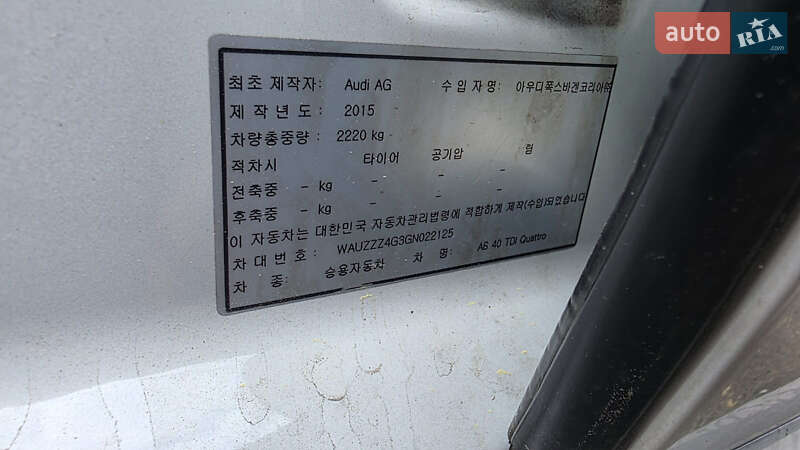 auto RIA.com
최초 제작자: Audi AG 수 입 자 명: 아우디폭스바겐코리아㈜
제 작 년 도 : 2015
차량총중량: 2220 kg
적차시 타이어 공기압 림
전축중 - kg - - -
후축중 - kg - - -
이 자동차는 대한민국 자동차관리법령에 적합하게 제작(수입)되었습니다
차 대 번 호 : WAUZZZ4G3GN022125
차 종: 승용자동차 차 명: A6 40 TDI Quattro